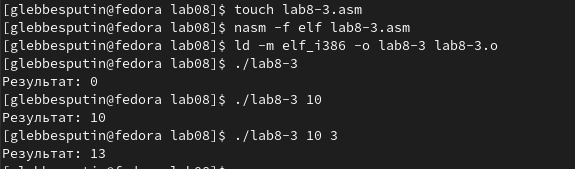 [glebbesputin@fedora lab08]$ touch lab8-3.asm
[glebbesputin@fedora lab08]$ nasm -f elf lab8-3.asm
[glebbesputin@fedora lab08]$ ld -m elf_i386 -o lab8-3 lab8-3.o
[glebbesputin@fedora lab08]$ ./lab8-3
Результат: 0
[glebbesputin@fedora lab08]$ ./lab8-3 10
Результат: 10
[glebbesputin@fedora lab08]$ ./lab8-3 10 3
Результат: 13